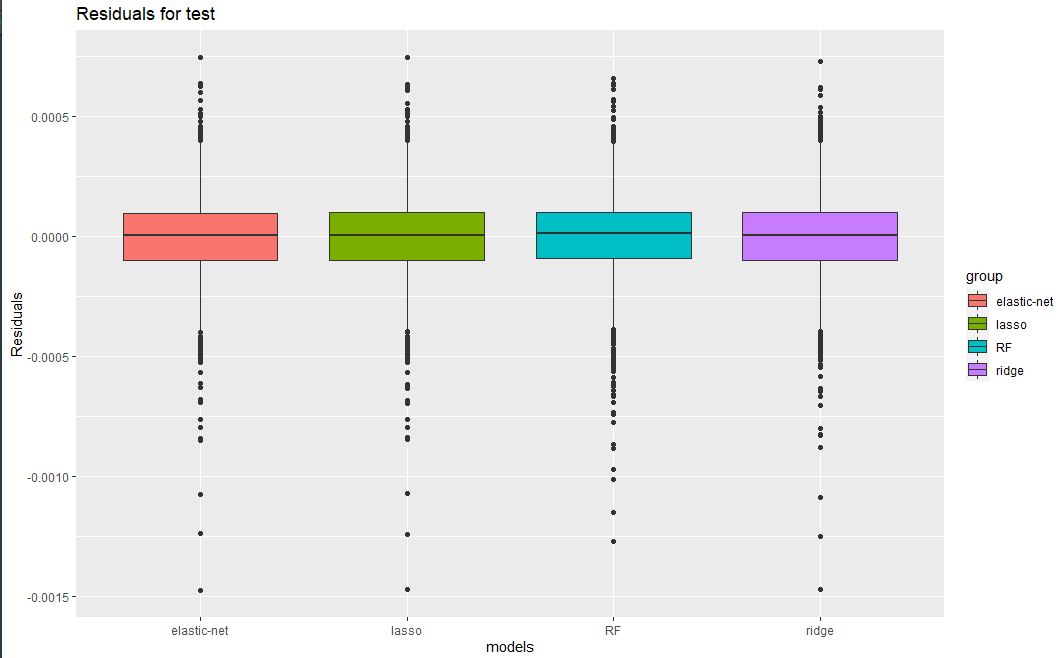 Residuals for test
Residuals
0.0005
0.0000
-0.0005
-0.0010
-0.0015
elastic-net
lasso
RF
ridge
models
group
elastic-net
lasso
RF
ridge